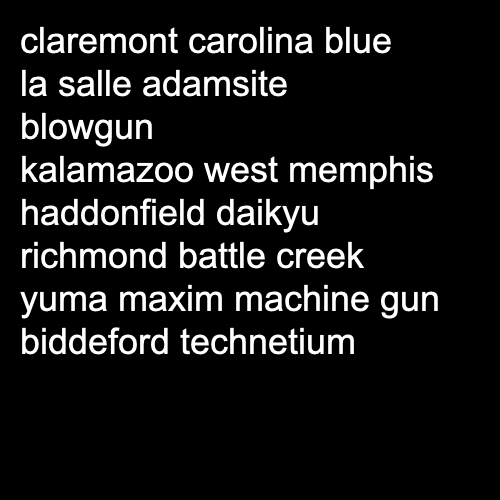 claremont carolina blue
la salle adamsite
blowgun
kalamazoo west memphis
haddonfield daikyu
richmond battle creek
yuma maxim machine gun
biddeford technetium